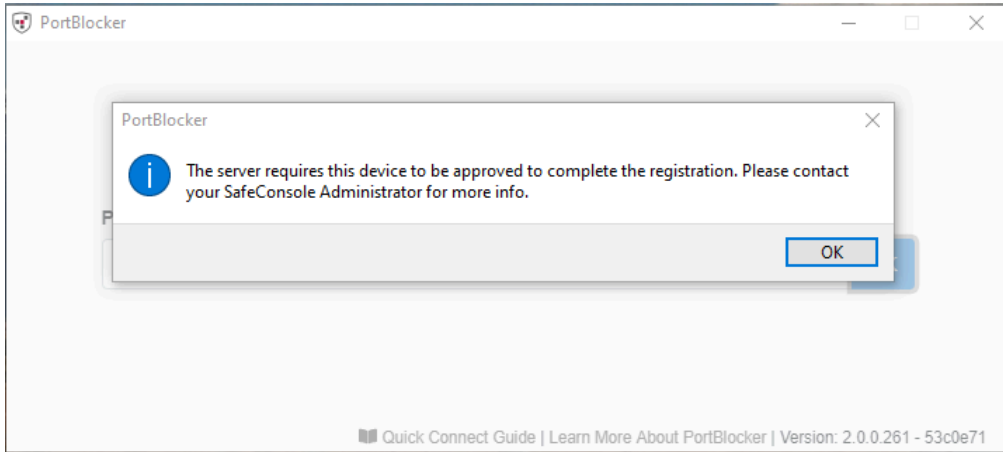 PortBlocker
PortBlocker
The server requires this device to be approved to complete the registration. Please contact
your SafeConsole Administrator for more info.
P
OK
Quick Connect Guide | Learn More About PortBlocker | Version: 2.0.0.261 - 53c0e71